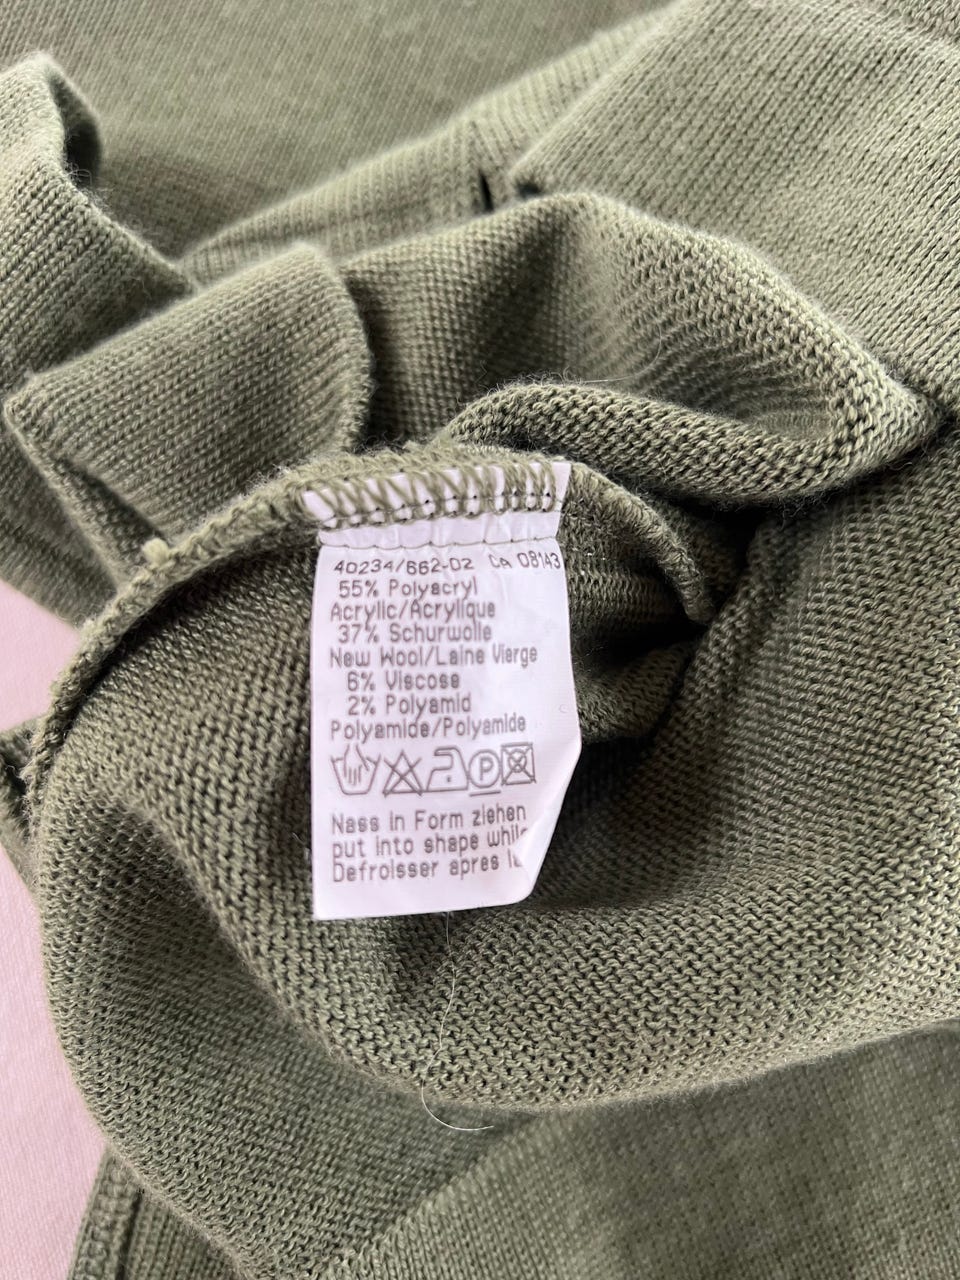 40234/662-02 CA 08143
55% Polyacryl
Acrylic/Acrylique
37% Schurwolle
New Wool/Laine Vierge
6% Viscose
2% Polyamid
Polyamide/Polyamide
P
Nass in Form ziehen
put into shape
Defroisser apres